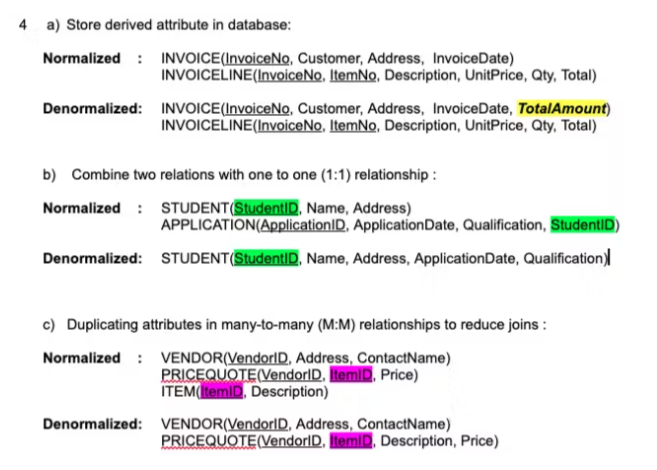 4 a) Store derived attribute in database:
Normalized : INVOICE(InvoiceNo, Customer, Address, InvoiceDate)
INVOICELINE(InvoiceNo, ItemNo, Description, UnitPrice, Qty, Total)
Denormalized: INVOICE(InvoiceNo, Customer, Address, InvoiceDate, TotalAmount)
INVOICELINE(InvoiceNo, ItemNo, Description, UnitPrice, Qty, Total)
b) Combine two relations with one to one (1:1) relationship :
Normalized : STUDENT(StudentID, Name, Address)
APPLICATION(ApplicationID, ApplicationDate, Qualification, StudentID)
Denormalized: STUDENT(StudentID, Name, Address, ApplicationDate, Qualification)
c) Duplicating attributes in many-to-many (M:M) relationships to reduce joins :
Normalized : VENDOR(VendorID, Address, ContactName)
PRICEQUOTE(VendorID, ItemID, Price)
ITEM(ItemID, Description)
Denormalized: VENDOR(VendorID, Address, ContactName)
PRICEQUOTE(VendorID, ItemID, Description, Price)